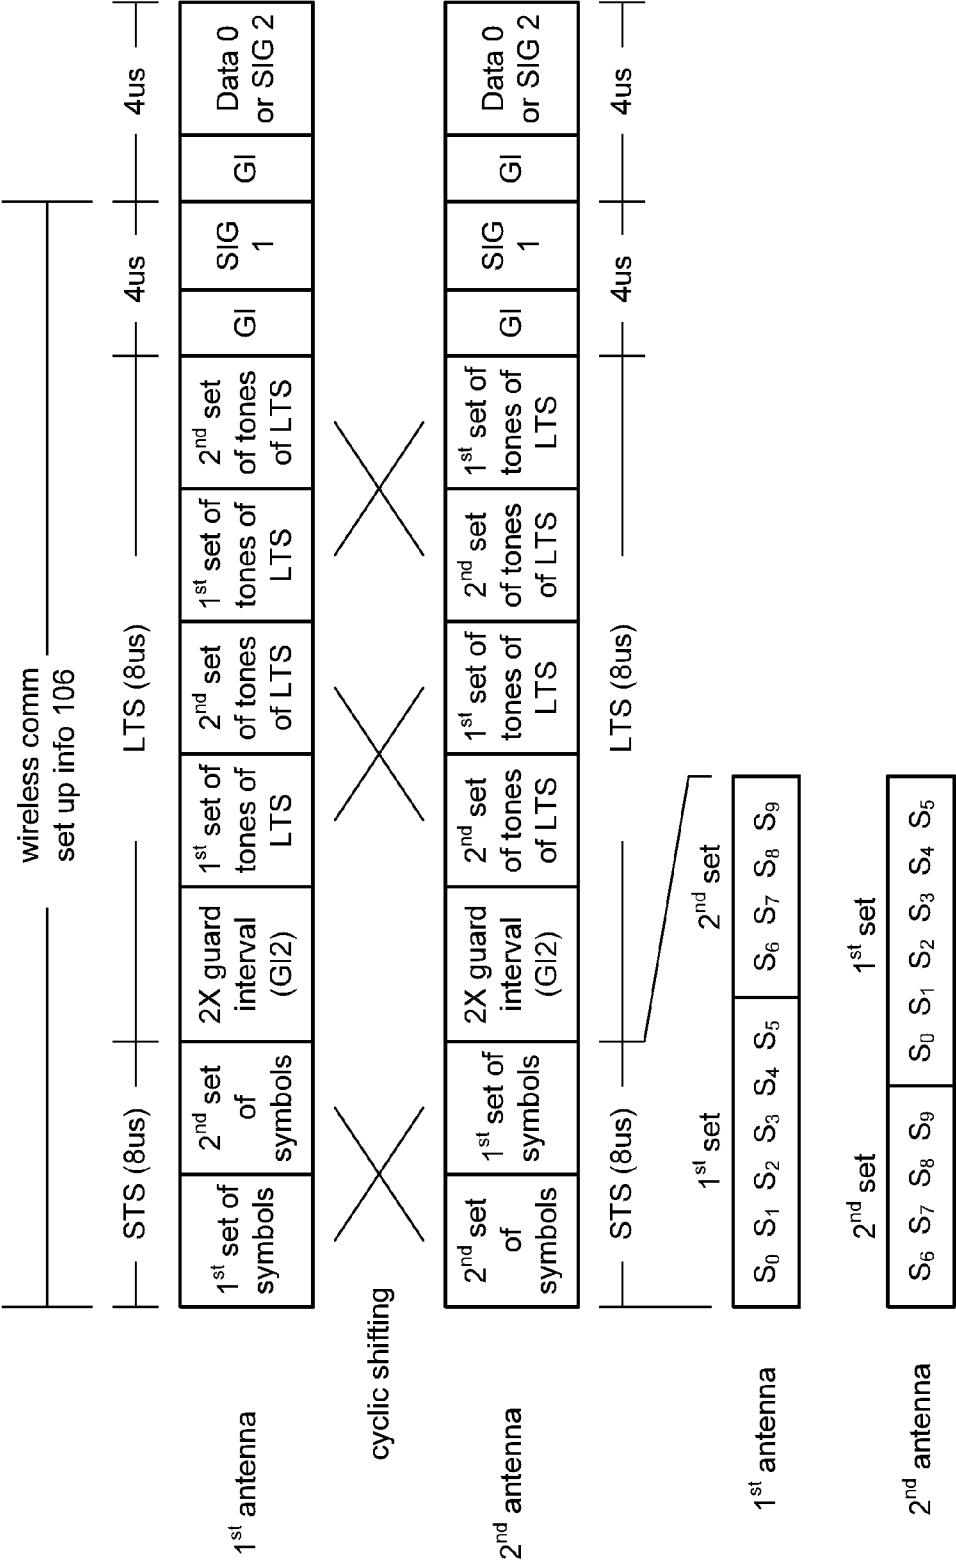 wireless comm
set up info 106
STS (8us)
LTS (8us)
4us
4us
1st antenna
1st set of
symbols
2nd set
of
symbols
2X guard
interval
(GI2)
1st set of
tones of
LTS
2nd set
of tones
of LTS
1st set of
tones of
LTS
2nd set
of tones
of LTS
GI
SIG
1
GI
Data 0
or SIG 2
cyclic shifting
2nd antenna
2nd set
of
symbols
1st set of
symbols
2X guard
interval
(GI2)
2nd set
of tones
of LTS
1st set of
tones of
LTS
2nd set
of tones
of LTS
1st set of
tones of
LTS
GI
SIG
1
GI
Data 0
or SIG 2
STS (8us)
LTS (8us)
4us
4us
1st set
2nd set
1st antenna
S0 S1 S2 S3 S4 S5
S6 S7 S8 S9
2nd set
1st set
2nd antenna
S6 S7 S8 S9
S0 S1 S2 S3 S4 S5